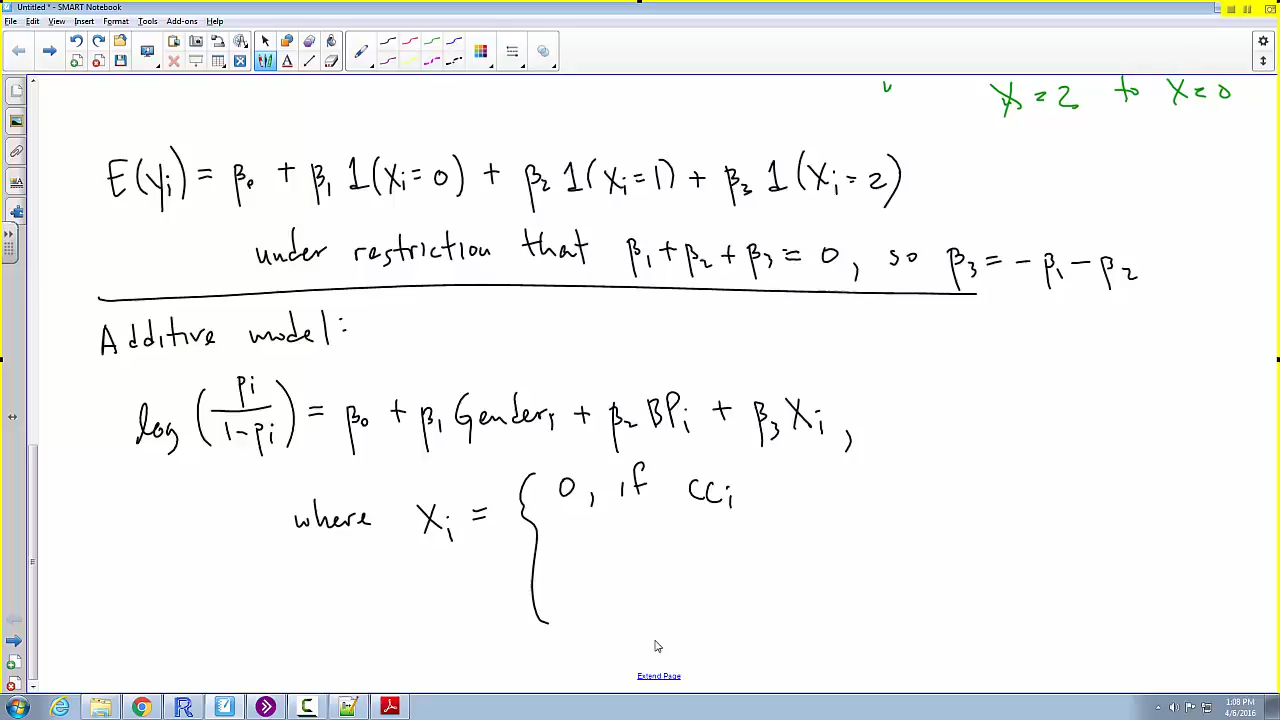 Untitled * - SMART Notebook
File Edit View Insert Format Tools Add-ons Help
X = 2 to X = 0
E(Yi) = β0 + β1 1(Xi = 0) + β2 1(Xi = 1) + β3 1(Xi = 2)
under restriction that β1 + β2 + β3 = 0, so β3 = - β1 - β2
Additive model:
log (pi / 1-pi) = β0 + β1 Genderi + β2 BPi + β3 Xi,
where Xi = { 0, if CCi
Extend Page
1:08 PM
4/6/2016